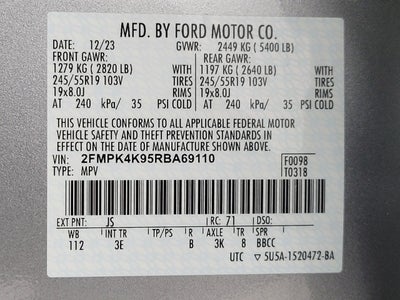 MFD. BY FORD MOTOR CO.
DATE: 12/23 GVWR: 2449 KG ( 5400 LB)
FRONT GAWR: REAR GAWR:
1279 KG ( 2820 LB) WITH 1197 KG ( 2640 LB) WITH
245/55R19 103V TIRES 245/55R19 103V TIRES
19x8.0J RIMS 19x8.0J RIMS
AT 240 kPa/ 35 PSI COLD AT 240 kPa/ 35 PSI COLD
THIS VEHICLE CONFORMS TO ALL APPLICABLE FEDERAL MOTOR
VEHICLE SAFETY AND THEFT PREVENTION STANDARDS IN
EFFECT ON THE DATE OF MANUFACTURE SHOWN ABOVE.
VIN: 2FMPK4K95RBA69110 F0098
TYPE: MPV T0318
EXT PNT: JS RC: 71 DSO:
WB INT TR TP/PS R AXLE TR SPR
112 3E B 3K 8 BBCC
UTC ▽5U5A-1520472-BA